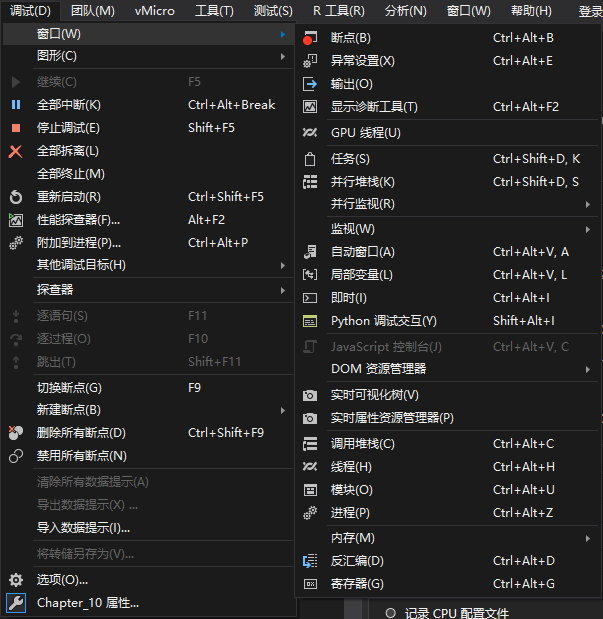 调试(D) 团队(M) vMicro 工具(T) 测试(S) R 工具(R) 分析(N) 窗口(W) 帮助(H) 登录
窗口(W)
图形(C)
继续(C) F5
全部中断(K) Ctrl+Alt+Break
停止调试(E) Shift+F5
全部拆离(L)
全部终止(M)
重新启动(R) Ctrl+Shift+F5
性能探查器(F)... Alt+F2
附加到进程(P)... Ctrl+Alt+P
其他调试目标(H)
探查器
逐语句(S) F11
逐过程(O) F10
跳出(T) Shift+F11
切换断点(G) F9
新建断点(B)
删除所有断点(D) Ctrl+Shift+F9
禁用所有断点(N)
清除所有数据提示(A)
导出数据提示(X) ...
导入数据提示(I)...
将转储另存为(V)...
选项(O)...
Chapter_10 属性...
断点(B) Ctrl+Alt+B
异常设置(X) Ctrl+Alt+E
输出(O)
显示诊断工具(T) Ctrl+Alt+F2
GPU 线程(U)
任务(S) Ctrl+Shift+D, K
并行堆栈(K) Ctrl+Shift+D, S
并行监视(R)
监视(W)
自动窗口(A) Ctrl+Alt+V, A
局部变量(L) Ctrl+Alt+V, L
即时(I) Ctrl+Alt+I
Python 调试交互(Y) Shift+Alt+I
JavaScript 控制台(J) Ctrl+Alt+V, C
DOM 资源管理器
实时可视化树(V)
实时属性资源管理器(P)
调用堆栈(C) Ctrl+Alt+C
线程(H) Ctrl+Alt+H
模块(O) Ctrl+Alt+U
进程(P) Ctrl+Alt+Z
内存(M)
反汇编(D) Ctrl+Alt+D
寄存器(G) Ctrl+Alt+G
记录 CPU 配置文件